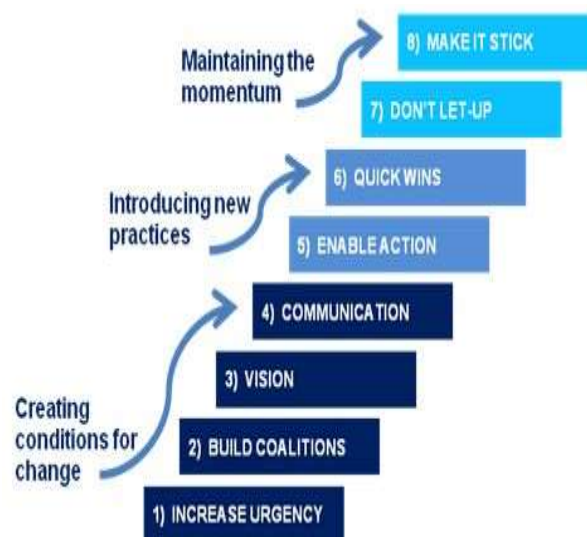 8) MAKE IT STICK
Maintaining the
momentum
7) DON'T LET-UP
6) QUICK WINS
Introducing new
practices
5) ENABLE ACTION
4) COMMUNICATION
3) VISION
Creating
conditions for
change
2) BUILD COALITIONS
1) INCREASE URGENCY